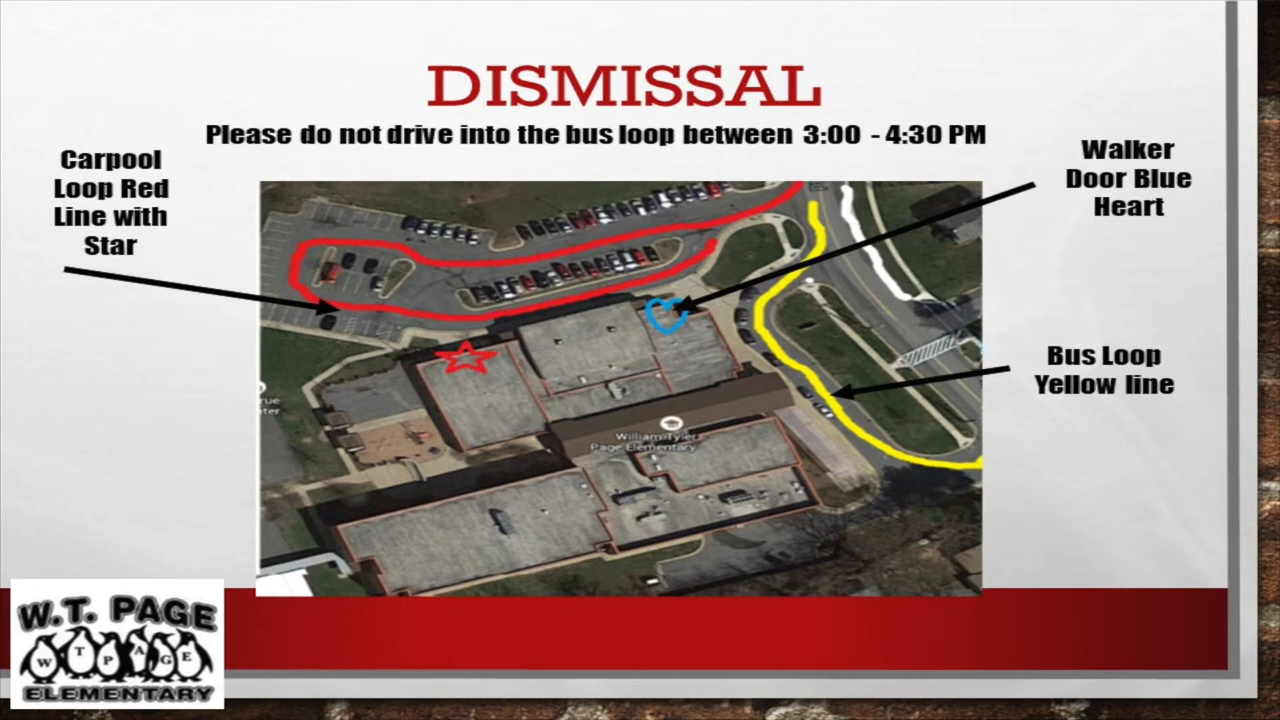 DISMISSAL
Please do not drive into the bus loop between 3:00 - 4:30 PM
Carpool
Loop Red
Line with
Star
Walker
Door Blue
Heart
Bus Loop
Yellow line
William Tyler
Page Elementary
W.T. PAGE
W T P A G E
ELEMENTARY